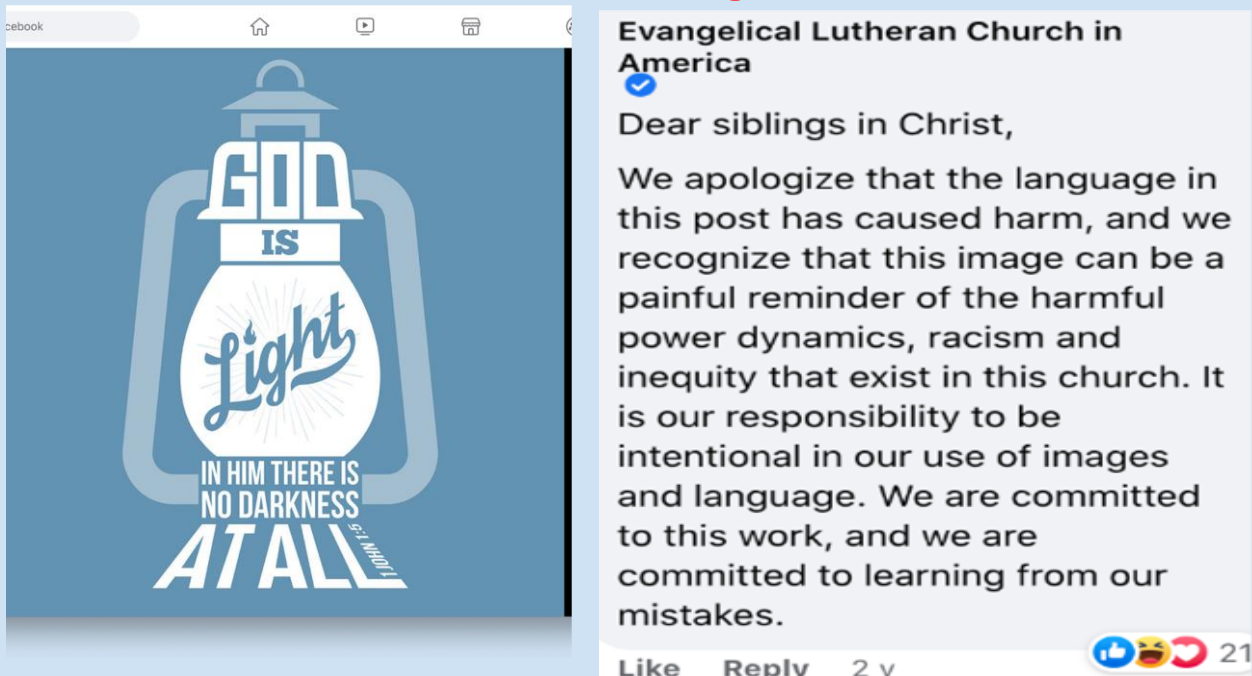 cebook
GOD
IS
Light
IN HIM THERE IS
NO DARKNESS
AT ALL
1 JOHN 1:5
Evangelical Lutheran Church in
America
Dear siblings in Christ,
We apologize that the language in
this post has caused harm, and we
recognize that this image can be a
painful reminder of the harmful
power dynamics, racism and
inequity that exist in this church. It
is our responsibility to be
intentional in our use of images
and language. We are committed
to this work, and we are
committed to learning from our
mistakes.
21
Like Reply 2 y